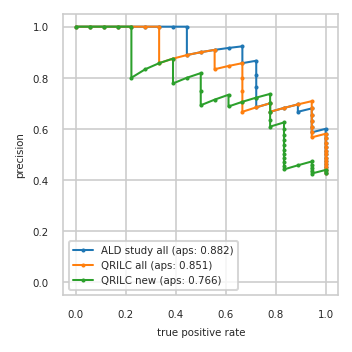 1.0
0.8
0.6
0.4
0.2
0.0
precision
ALD study all (aps: 0.882)
QRILC all (aps: 0.851)
QRILC new (aps: 0.766)
0.0 0.2 0.4 0.6 0.8 1.0
true positive rate